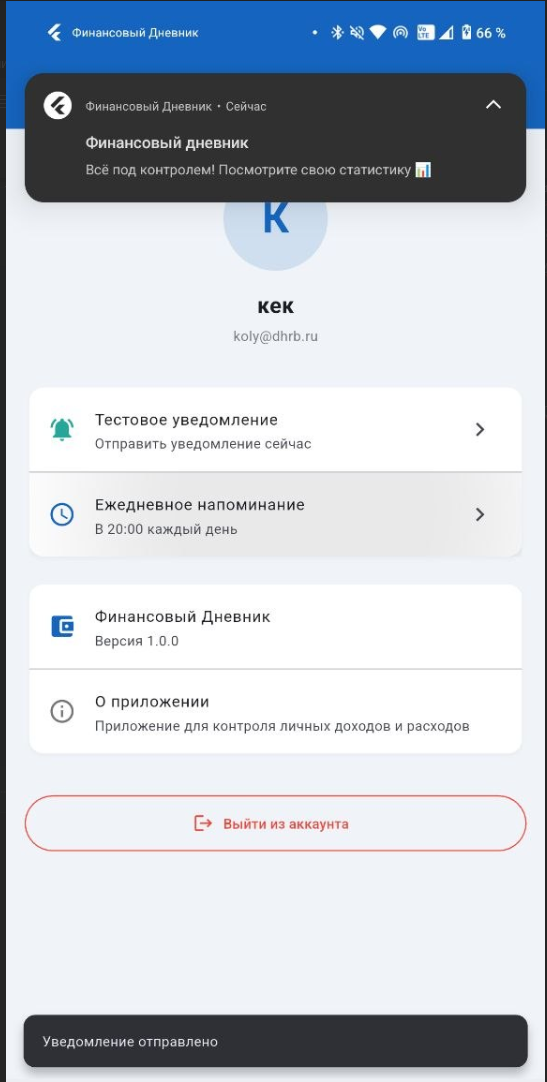 Финансовый Дневник
Vo LTE 66 %
Финансовый Дневник • Сейчас
Финансовый дневник
Всё под контролем! Посмотрите свою статистику 📊
К
кек
koly@dhrb.ru
Тестовое уведомление
Отправить уведомление сейчас
Ежедневное напоминание
В 20:00 каждый день
Финансовый Дневник
Версия 1.0.0
О приложении
Приложение для контроля личных доходов и расходов
Выйти из аккаунта
Уведомление отправлено